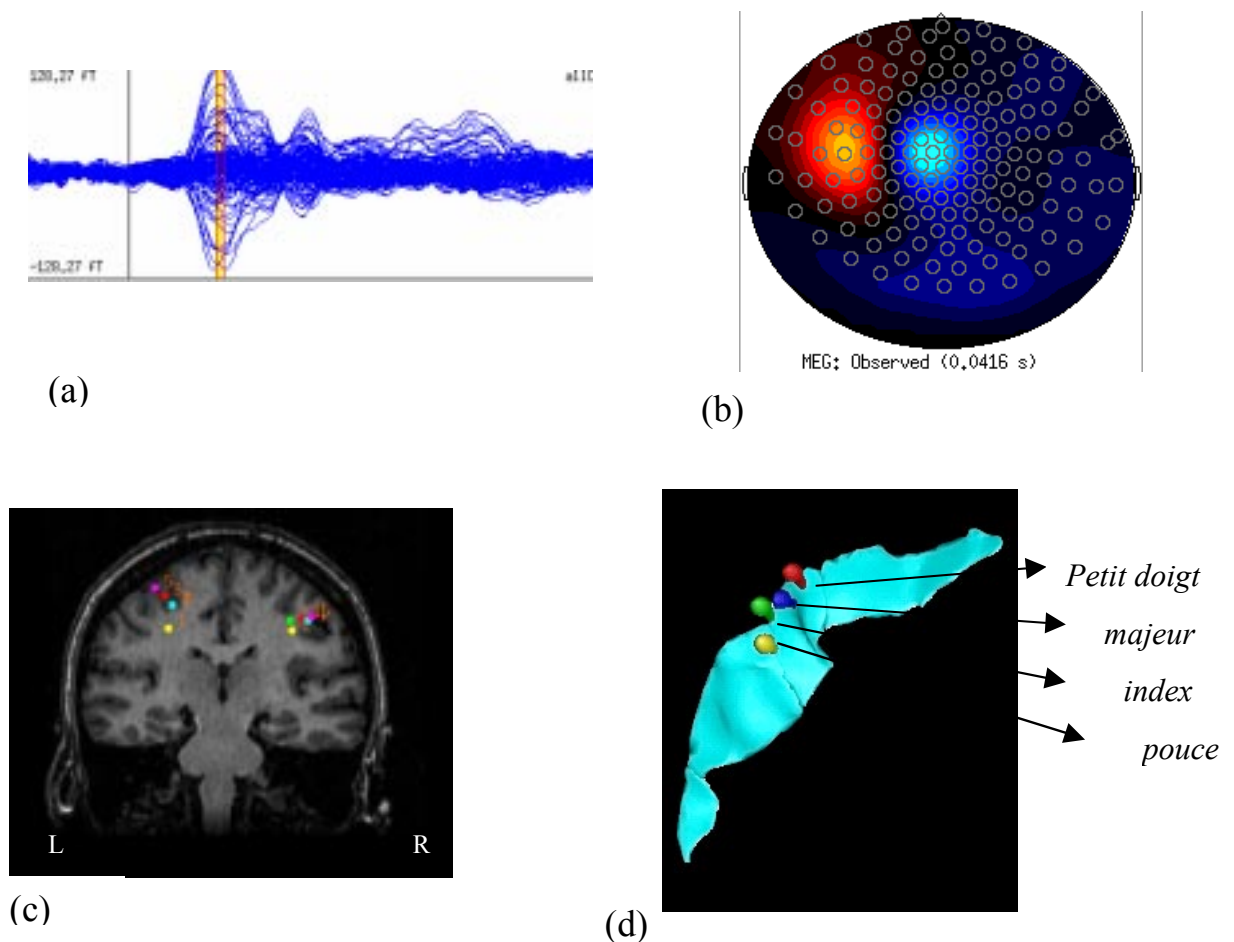 128,27 fT
-128,27 fT
(a)
MEG: Observed (0.0416 s)
(b)
L
R
(c)
Petit doigt
majeur
index
pouce
(d)